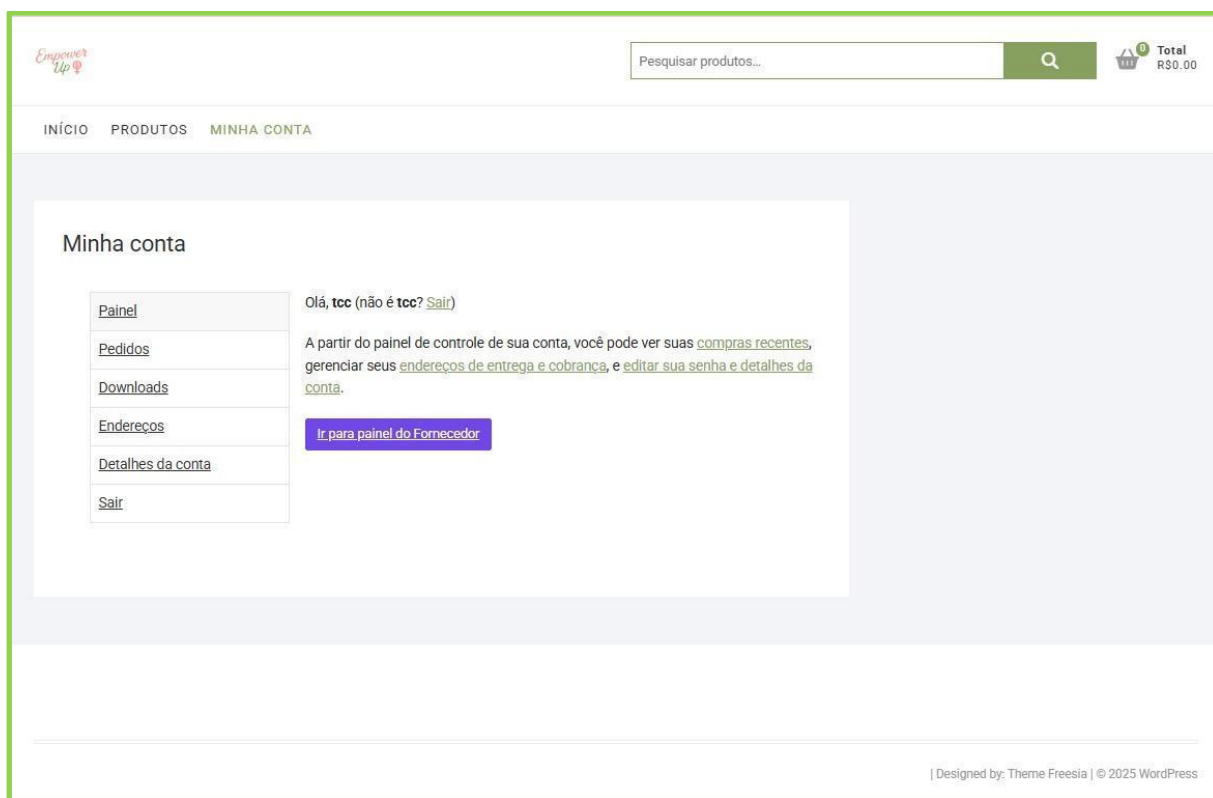 Empower
Up
Pesquisar produtos...
0
Total
R$0.00
INÍCIO PRODUTOS MINHA CONTA
Minha conta
Painel
Pedidos
Downloads
Endereços
Detalhes da conta
Sair
Olá, tcc (não é tcc? Sair)
A partir do painel de controle de sua conta, você pode ver suas compras recentes,
gerenciar seus endereços de entrega e cobrança, e editar sua senha e detalhes da
conta.
Ir para painel do Fornecedor
| Designed by: Theme Freesia | © 2025 WordPress